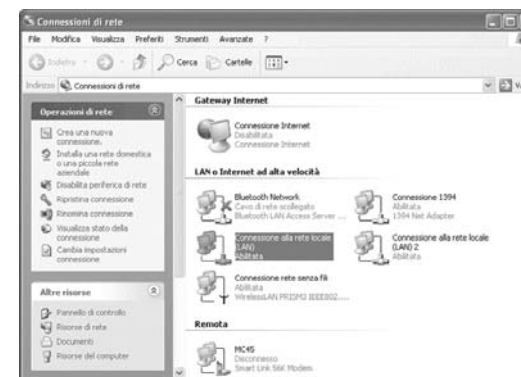 Connessioni di rete
File Modifica Visualizza Preferiti Strumenti Avanzate ?
Indietro Cerca Cartelle
Indirizzo Connessioni di rete
Operazioni di rete
Crea una nuova
connessione.
Installa una rete domestica
o una piccola rete
aziendale
Disabilita periferica di rete
Ripristina connessione
Rinomina connessione
Visualizza stato della
connessione
Cambia impostazioni
connessione
Altre risorse
Pannello di controllo
Risorse di rete
Documenti
Risorse del computer
Gateway Internet
Connessione Internet
Disabilitata
Connessione Internet
LAN o Internet ad alta velocità
Bluetooth Network
Cavo di rete scollegato
Bluetooth LAN Access Server ...
Connessione 1394
Abilitata
1394 Net Adapter
Connessione alla rete locale
(LAN)
Abilitata
Connessione alla rete locale
(LAN) 2
Abilitata
Connessione rete senza fili
Abilitata
WirelessLAN PRISM3 IEEE802....
Remota
MC45
Disconnesso
Smart Link 56K Modem